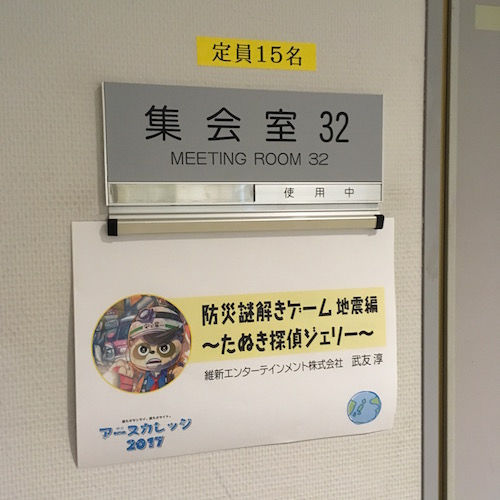 定員15名
集会室 32
MEETING ROOM 32
使用中
防災謎解きゲーム 地震編
～たぬき探偵ジェリー～
維新エンターテインメント株式会社 武友 淳
アースカレッジ
2017